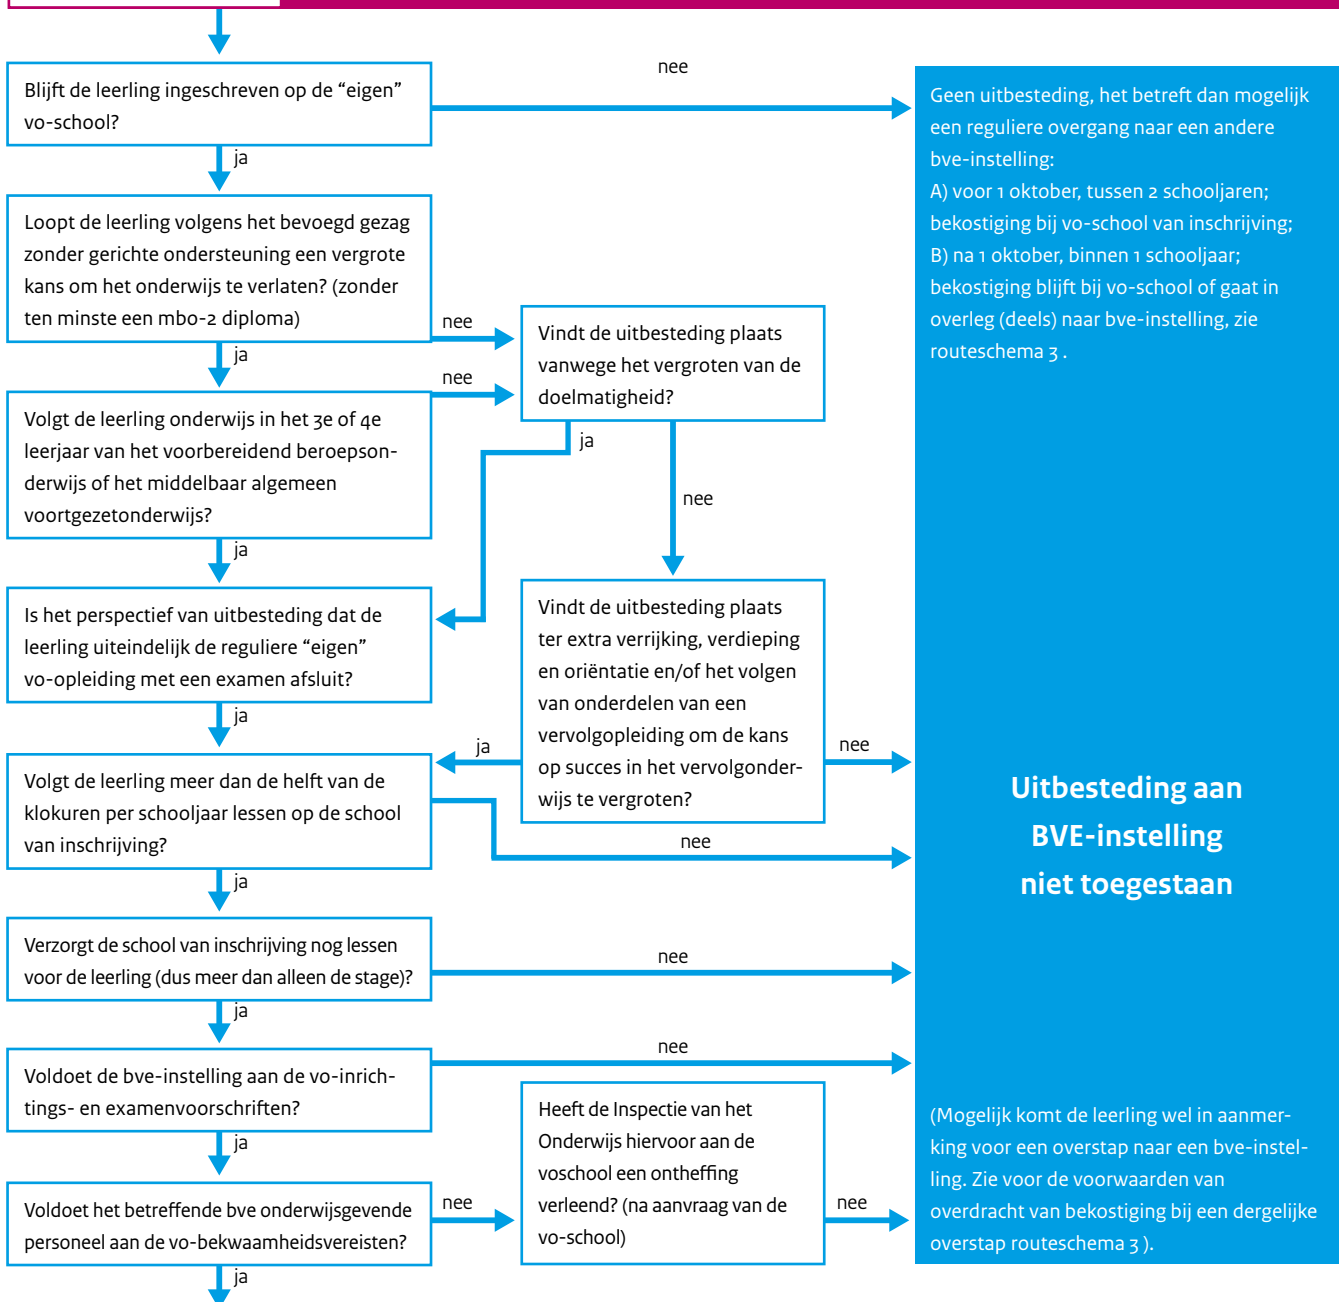 nee
Blijft de leerling ingeschreven op de “eigen”
vo-school?
ja
Geen uitbesteding, het betreft dan mogelijk
een reguliere overgang naar een andere
bve-instelling:
A) voor 1 oktober, tussen 2 schooljaren;
bekostiging bij vo-school van inschrijving;
B) na 1 oktober, binnen 1 schooljaar;
bekostiging blijft bij vo-school of gaat in
overleg (deels) naar bve-instelling, zie
routeschema 3 .
Loopt de leerling volgens het bevoegd gezag
zonder gerichte ondersteuning een vergrote
kans om het onderwijs te verlaten? (zonder
ten minste een mbo-2 diploma)
nee
ja
nee
Vindt de uitbesteding plaats
vanwege het vergroten van de
doelmatigheid?
ja
nee
Volgt de leerling onderwijs in het 3e of 4e
leerjaar van het voorbereidend beroepson-
derwijs of het middelbaar algemeen
voortgezetonderwijs?
ja
Is het perspectief van uitbesteding dat de
leerling uiteindelijk de reguliere “eigen”
vo-opleiding met een examen afsluit?
ja
Vindt de uitbesteding plaats
ter extra verrijking, verdieping
en oriëntatie en/of het volgen
van onderdelen van een
vervolgopleiding om de kans
op succes in het vervolgonder-
wijs te vergroten?
ja
nee
Volgt de leerling meer dan de helft van de
klokuren per schooljaar lessen op de school
van inschrijving?
nee
ja
Uitbesteding aan
BVE-instelling
niet toegestaan
Verzorgt de school van inschrijving nog lessen
voor de leerling (dus meer dan alleen de stage)?
nee
ja
Voldoet de bve-instelling aan de vo-inrich-
tings- en examenvoorschriften?
nee
ja
Heeft de Inspectie van het
Onderwijs hiervoor aan de
voschool een ontheffing
verleend? (na aanvraag van de
vo-school)
Voldoet het betreffende bve onderwijsgevende
personeel aan de vo-bekwaamheidsvereisten?
nee
nee
ja
(Mogelijk komt de leerling wel in aanmer-
king voor een overstap naar een bve-instel-
ling. Zie voor de voorwaarden van
overdracht van bekostiging bij een dergelijke
overstap routeschema 3 ).